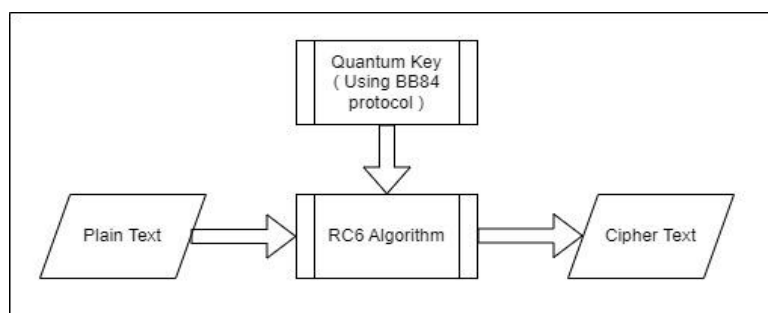 Quantum Key
( Using BB84
protocol )
Plain Text
RC6 Algorithm
Cipher Text